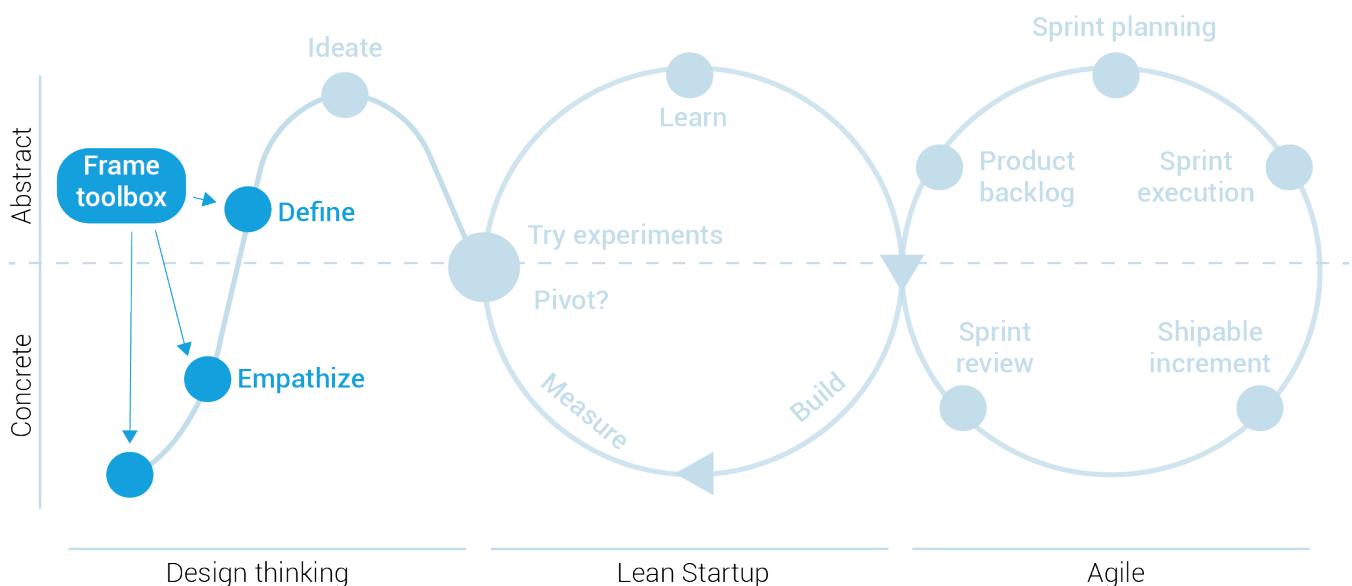 Sprint planning
Ideate
Learn
Abstract
Frame
toolbox
Define
Product
backlog
Sprint
execution
Try experiments
Pivot?
Concrete
Empathize
Measure
Build
Sprint
review
Shipable
increment
Design thinking
Lean Startup
Agile